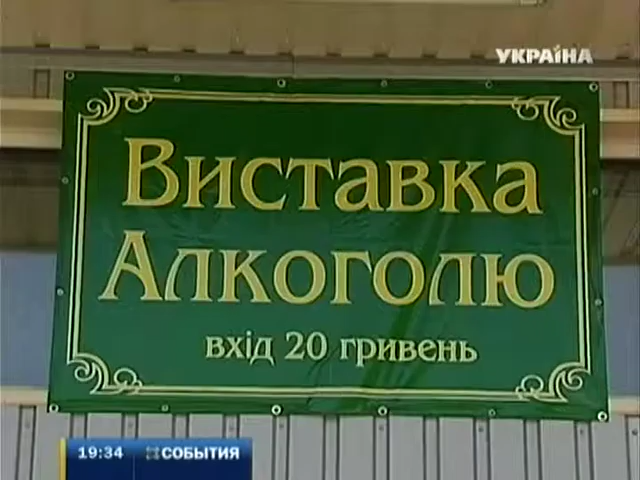 УКРАЇНА
Виставка
Алкоголю
вхід 20 гривень
19:34 СОБЫТИЯ